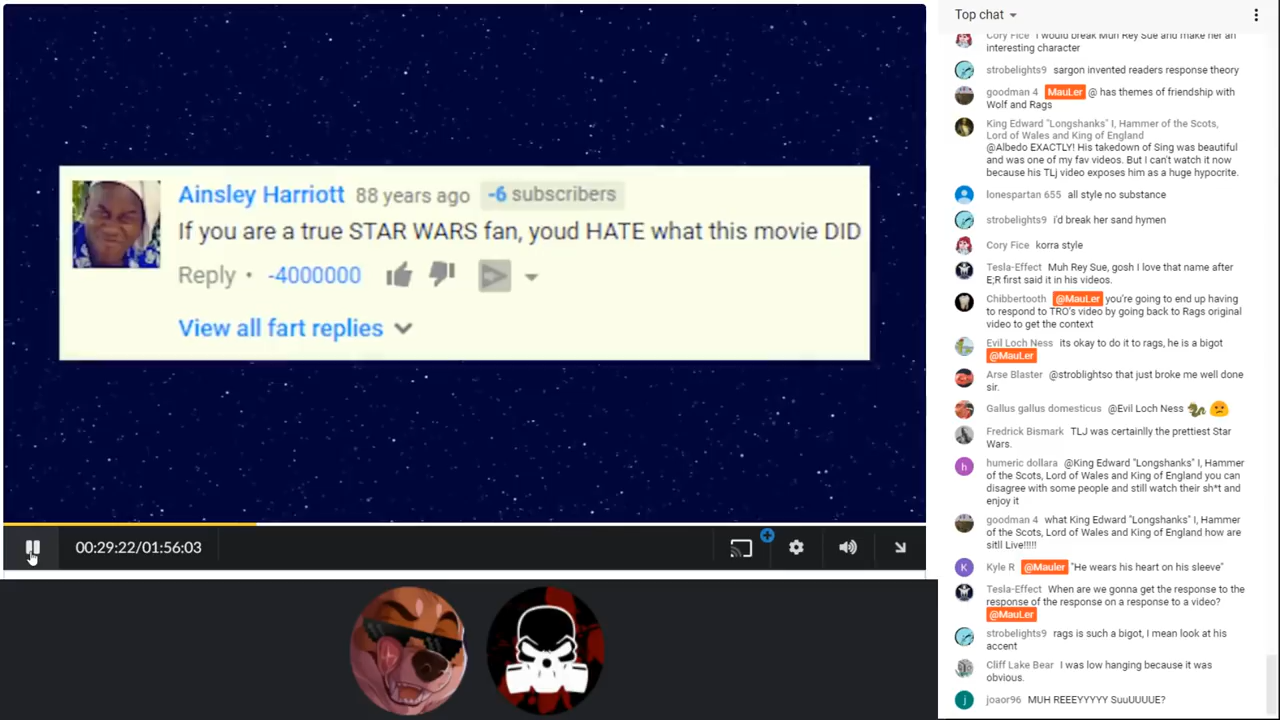 Ainsley Harriott 88 years ago -6 subscribers
If you are a true STAR WARS fan, youd HATE what this movie DID
Reply • -4000000
View all fart replies
00:29:22/01:56:03
Top chat
Cory Fice I would break Muh Rey Sue and make her an
interesting character
strobelights9 sargon invented readers response theory
goodman 4 MauLer @ has themes of friendship with
Wolf and Rags
King Edward "Longshanks" I, Hammer of the Scots,
Lord of Wales and King of England
@Albedo EXACTLY! His takedown of Sing was beautiful
and was one of my fav videos. But I can't watch it now
because his TLj video exposes him as a huge hypocrite.
lonespartan 655 all style no substance
strobelights9 i'd break her sand hymen
Cory Fice korra style
Tesla-Effect Muh Rey Sue, gosh I love that name after
E;R first said it in his videos.
Chibbertooth @MauLer you're going to end up having
to respond to TRO's video by going back to Rags original
video to get the context
Evil Loch Ness its okay to do it to rags, he is a bigot
@MauLer
Arse Blaster @stroblightso that just broke me well done
sir.
Gallus gallus domesticus @Evil Loch Ness
Fredrick Bismark TLJ was certainlly the prettiest Star
Wars.
h
humeric dollara @King Edward "Longshanks" I, Hammer
of the Scots, Lord of Wales and King of England you can
disagree with some people and still watch their sh*t and
enjoy it
goodman 4 what King Edward "Longshanks" I, Hammer
of the Scots, Lord of Wales and King of England how are
sitll Live!!!!!
K
Kyle R @Mauler "He wears his heart on his sleeve"
Tesla-Effect When are we gonna get the response to the
response of the response on a response to a video?
@MauLer
strobelights9 rags is such a bigot, I mean look at his
accent
Cliff Lake Bear I was low hanging because it was
obvious.
j
joaor96 MUH REEEYYYYY SuuUUUUE?